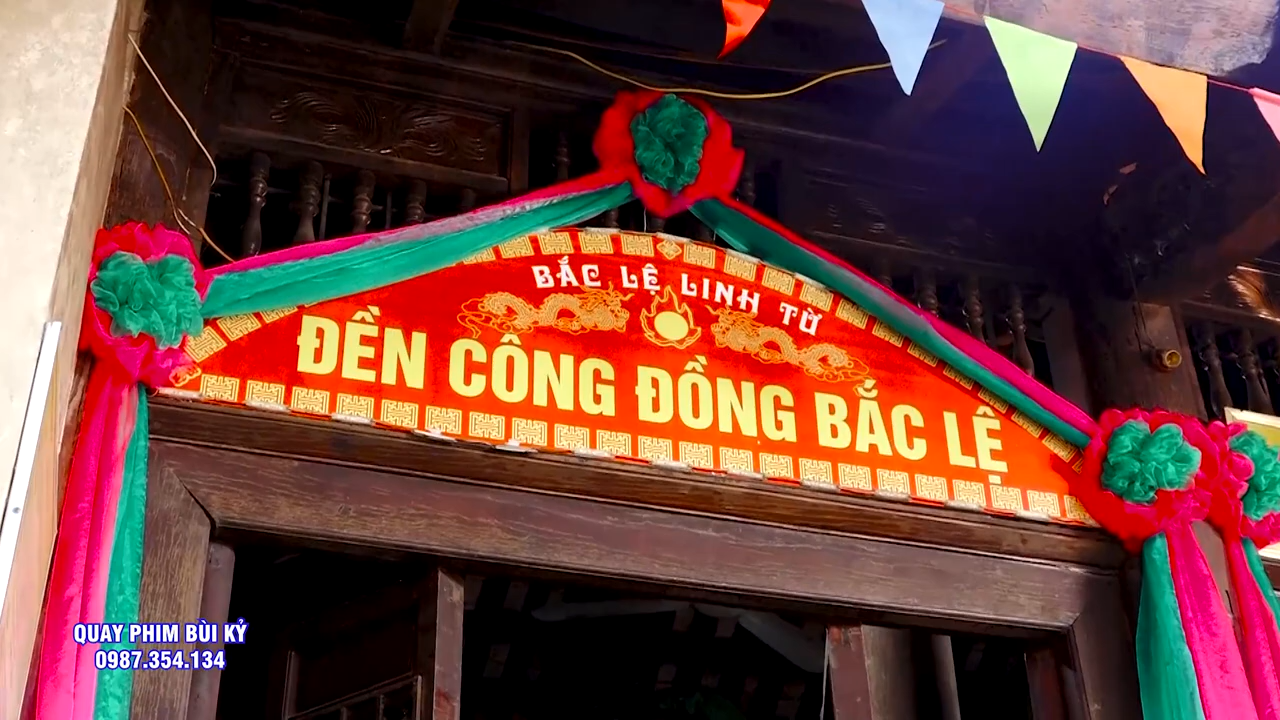 BẮC LỆ LINH TỪ
ĐỀN CÔNG ĐỒNG BẮC LỆ
QUAY PHIM BÙI KỶ
0987.354.134